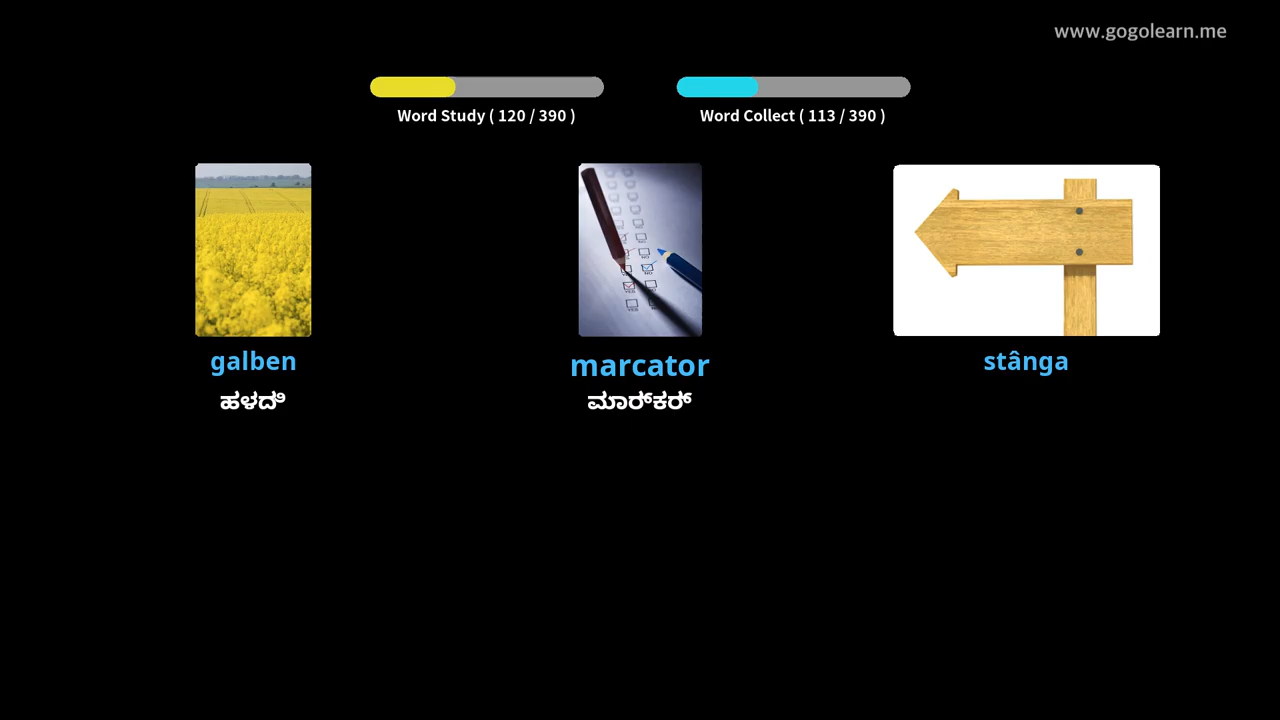 www.gogolearn.me
Word Study ( 120 / 390 )
Word Collect ( 113 / 390 )
galben
marcator
stânga
ಹಳದಿ
ಮಾರ್ಕರ್